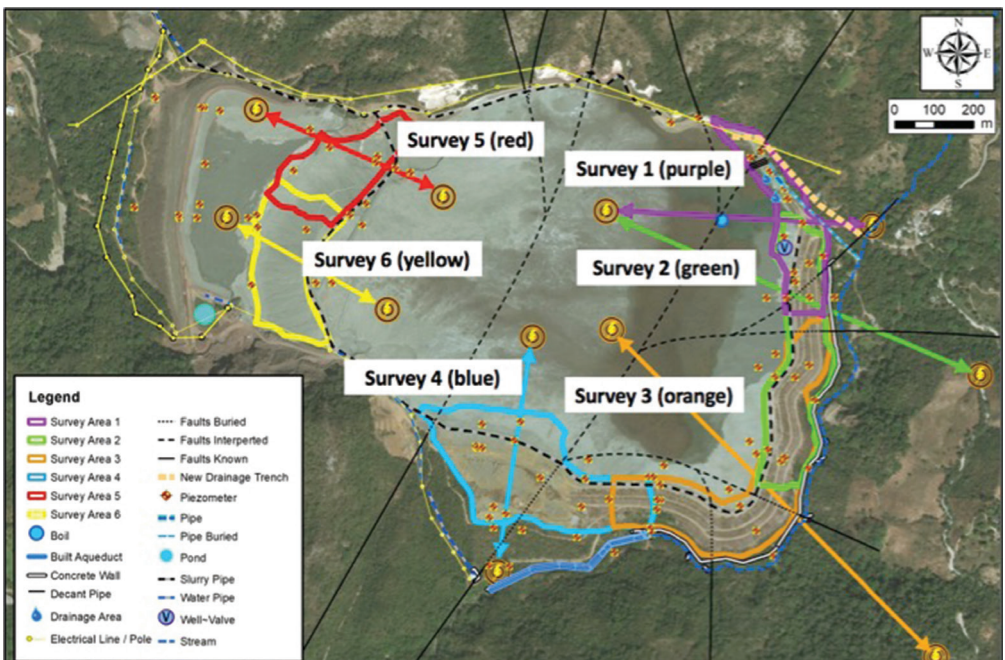 N
W
E
S
0 100 200
m
Survey 5 (red)
Survey 1 (purple)
Survey 2 (green)
Survey 6 (yellow)
Survey 4 (blue)
Survey 3 (orange)
V
Legend
Survey Area 1
Survey Area 2
Survey Area 3
Survey Area 4
Survey Area 5
Survey Area 6
Boil
Built Aqueduct
Concrete Wall
Decant Pipe
Drainage Area
Electrical Line / Pole
Faults Buried
Faults Interperted
Faults Known
New Drainage Trench
Piezometer
Pipe
Pipe Buried
Pond
Slurry Pipe
Water Pipe
V
Well~Valve
Stream